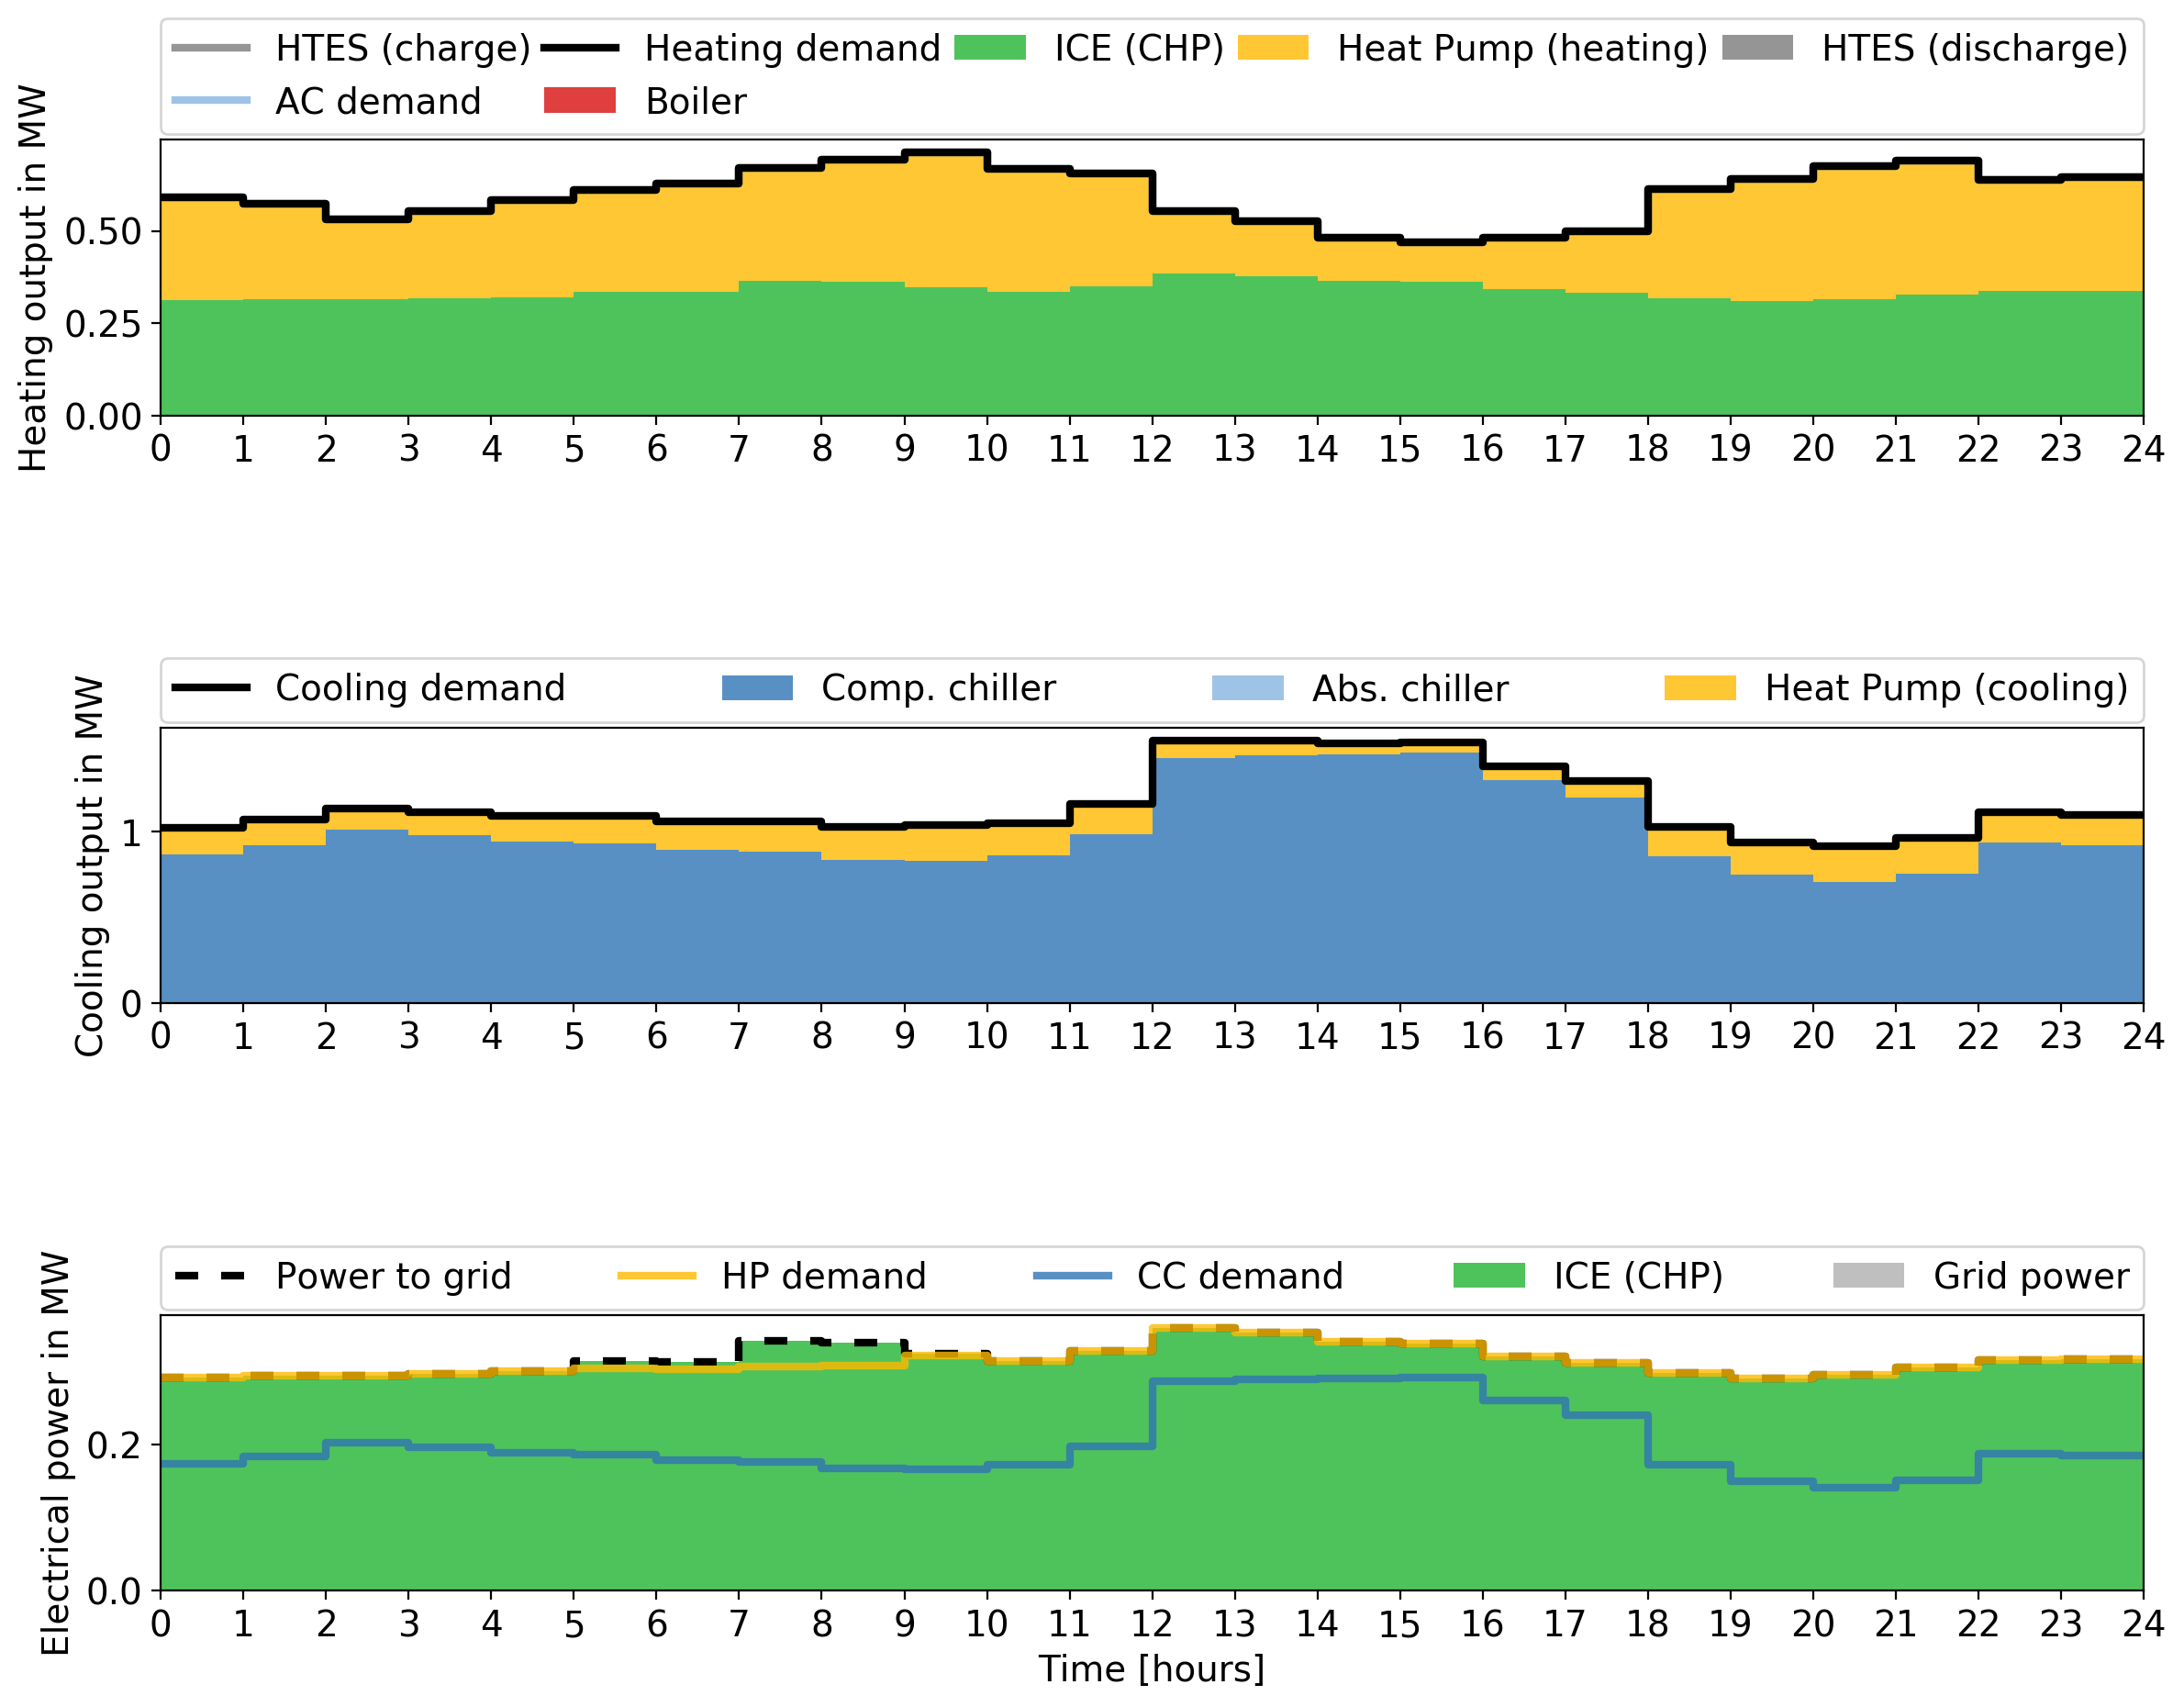 HTES (charge) Heating demand ICE (CHP) Heat Pump (heating) HTES (discharge)
AC demand Boiler
Heating output in MW
0.50
0.25
0.00
0 1 2 3 4 5 6 7 8 9 10 11 12 13 14 15 16 17 18 19 20 21 22 23 24
Cooling demand Comp. chiller Abs. chiller Heat Pump (cooling)
Cooling output in MW
1
0
0 1 2 3 4 5 6 7 8 9 10 11 12 13 14 15 16 17 18 19 20 21 22 23 24
Power to grid HP demand CC demand ICE (CHP) Grid power
Electrical power in MW
0.2
0.0
0 1 2 3 4 5 6 7 8 9 10 11 12 13 14 15 16 17 18 19 20 21 22 23 24
Time [hours]